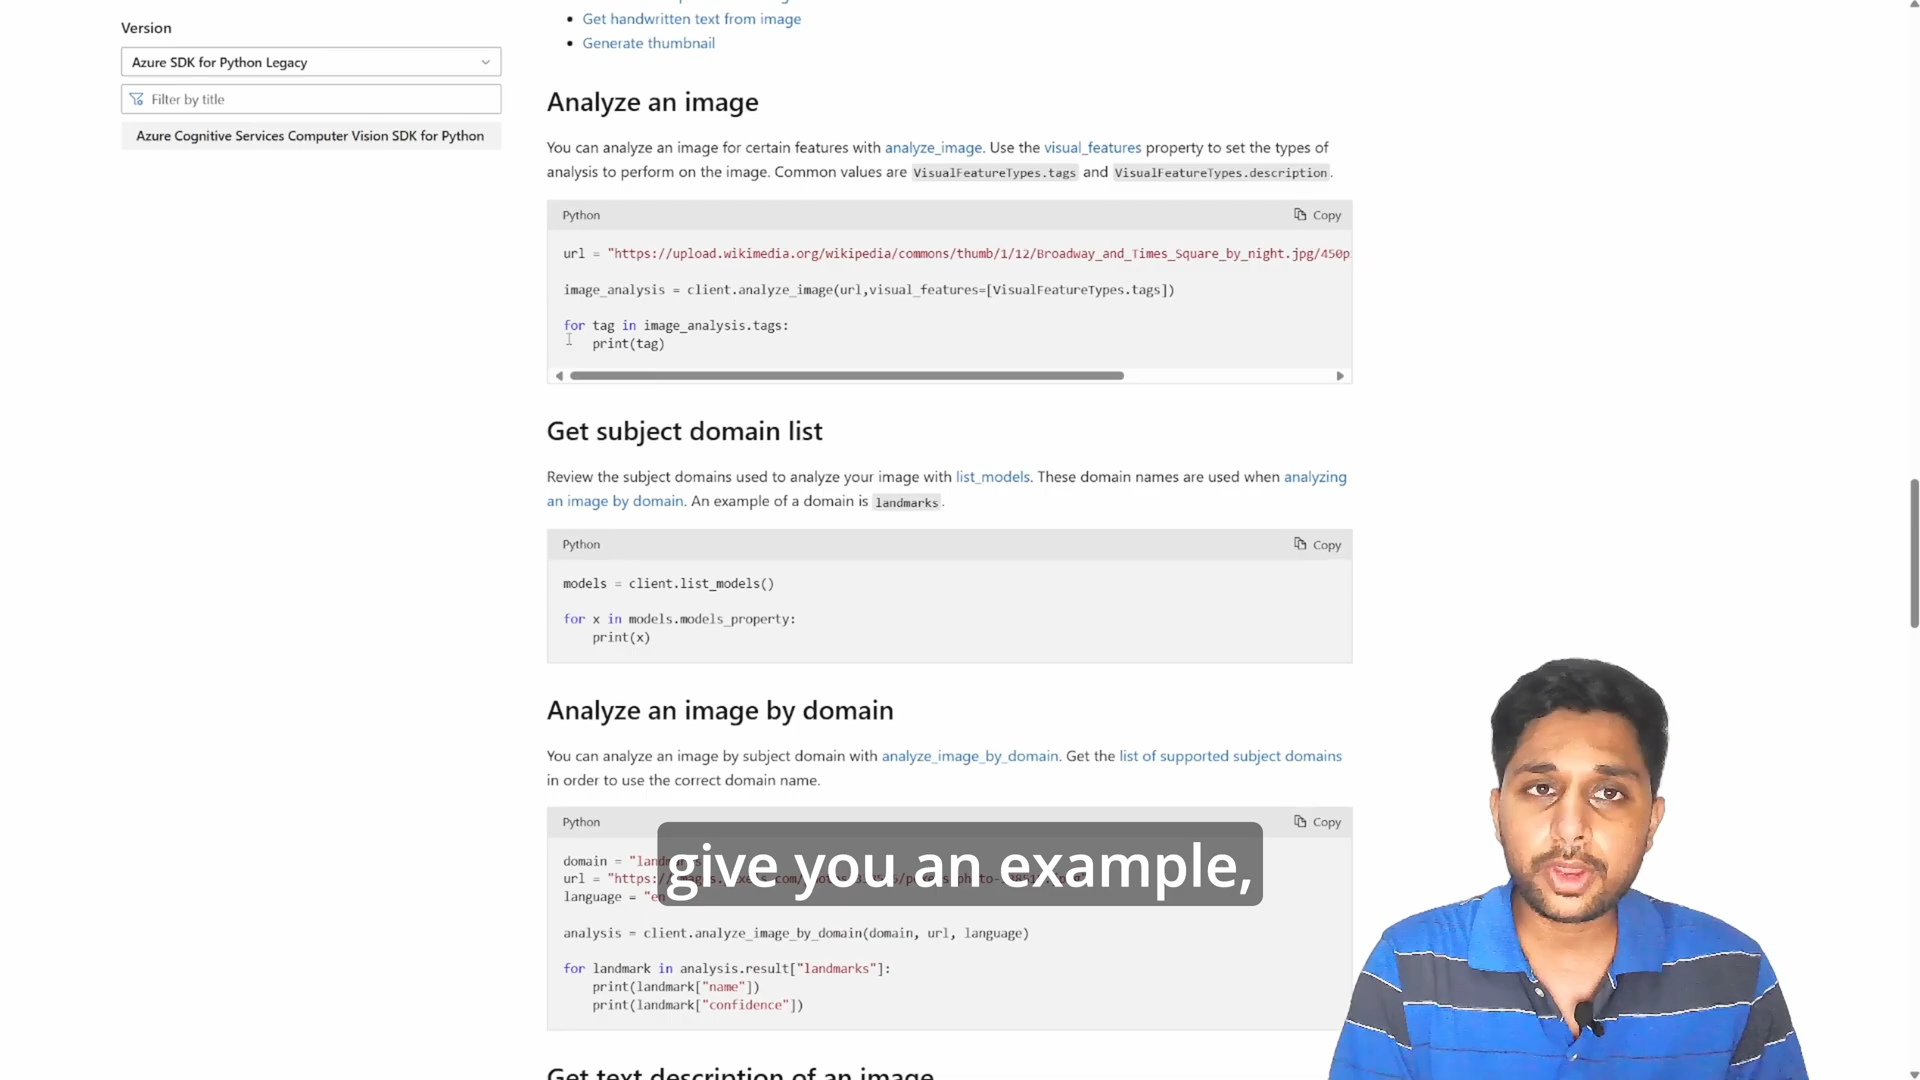 Version
Azure SDK for Python Legacy
Filter by title
Azure Cognitive Services Computer Vision SDK for Python
Get handwritten text from image
Generate thumbnail
Analyze an image
You can analyze an image for certain features with analyze_image. Use the visual_features property to set the types of
analysis to perform on the image. Common values are VisualFeatureTypes.tags and VisualFeatureTypes.description.
Python
Copy
url = "https://upload.wikimedia.org/wikipedia/commons/thumb/1/12/Broadway_and_Times_Square_by_night.jpg/450p
image_analysis = client.analyze_image(url,visual_features=[VisualFeatureTypes.tags])
for tag in image_analysis.tags:
print(tag)
Get subject domain list
Review the subject domains used to analyze your image with list_models. These domain names are used when analyzing
an image by domain. An example of a domain is landmarks.
Python
Copy
models = client.list_models()
for x in models.models_property:
print(x)
Analyze an image by domain
You can analyze an image by subject domain with analyze_image_by_domain. Get the list of supported subject domains
in order to use the correct domain name.
Python
Copy
domain =
url = "https:/
language = "en
give you an example,
analysis = client.analyze_image_by_domain(domain, url, language)
for landmark in analysis.result["landmarks"]:
print(landmark["name"])
print(landmark["confidence"])
Get text description of an image